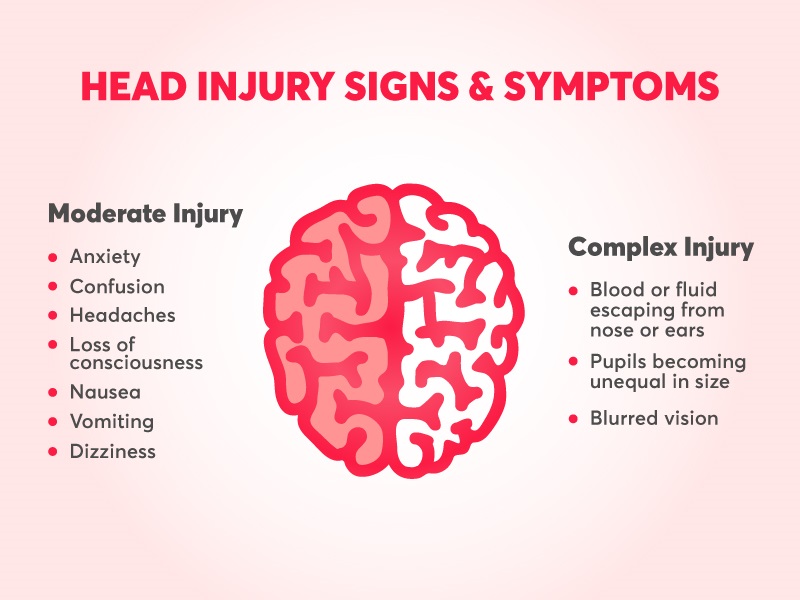 HEAD INJURY SIGNS & SYMPTOMS
Moderate Injury
Anxiety
Confusion
Headaches
Loss of
consciousness
Nausea
Vomiting
Dizziness
Complex Injury
Blood or fluid
escaping from
nose or ears
Pupils becoming
unequal in size
Blurred vision